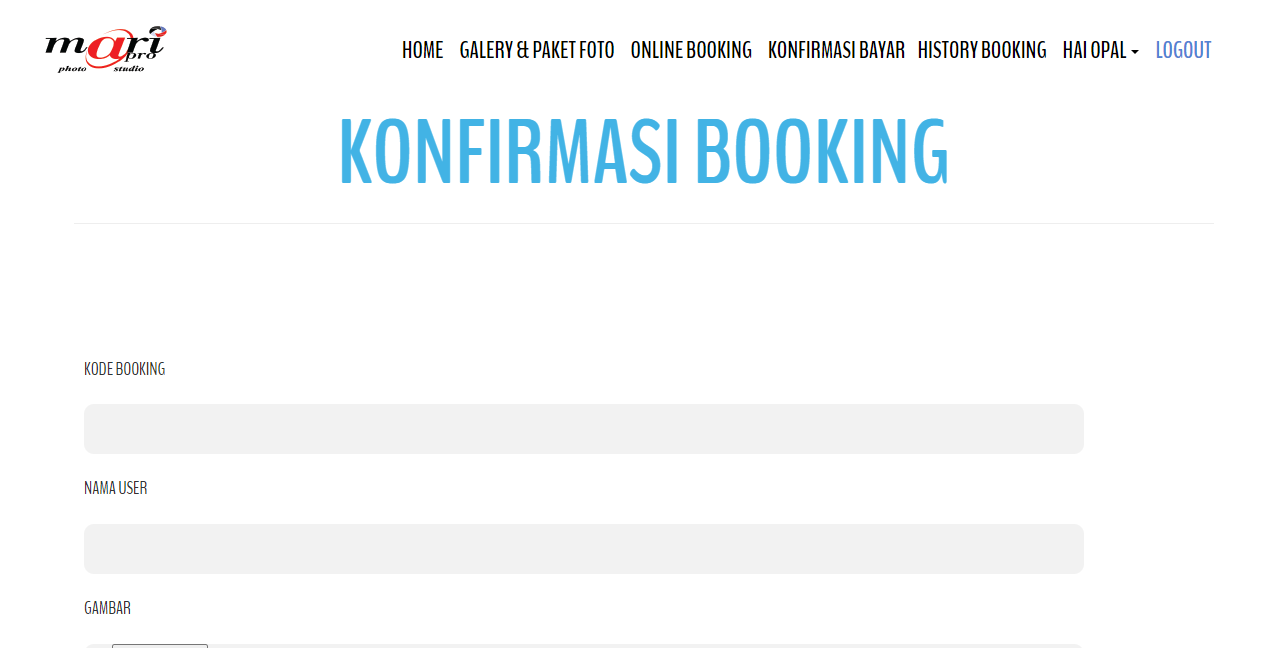 mari
pro
photo studio
HOME GALERY & PAKET FOTO ONLINE BOOKING KONFIRMASI BAYAR HISTORY BOOKING HAI OPAL LOGOUT
KONFIRMASI BOOKING
KODE BOOKING
NAMA USER
GAMBAR